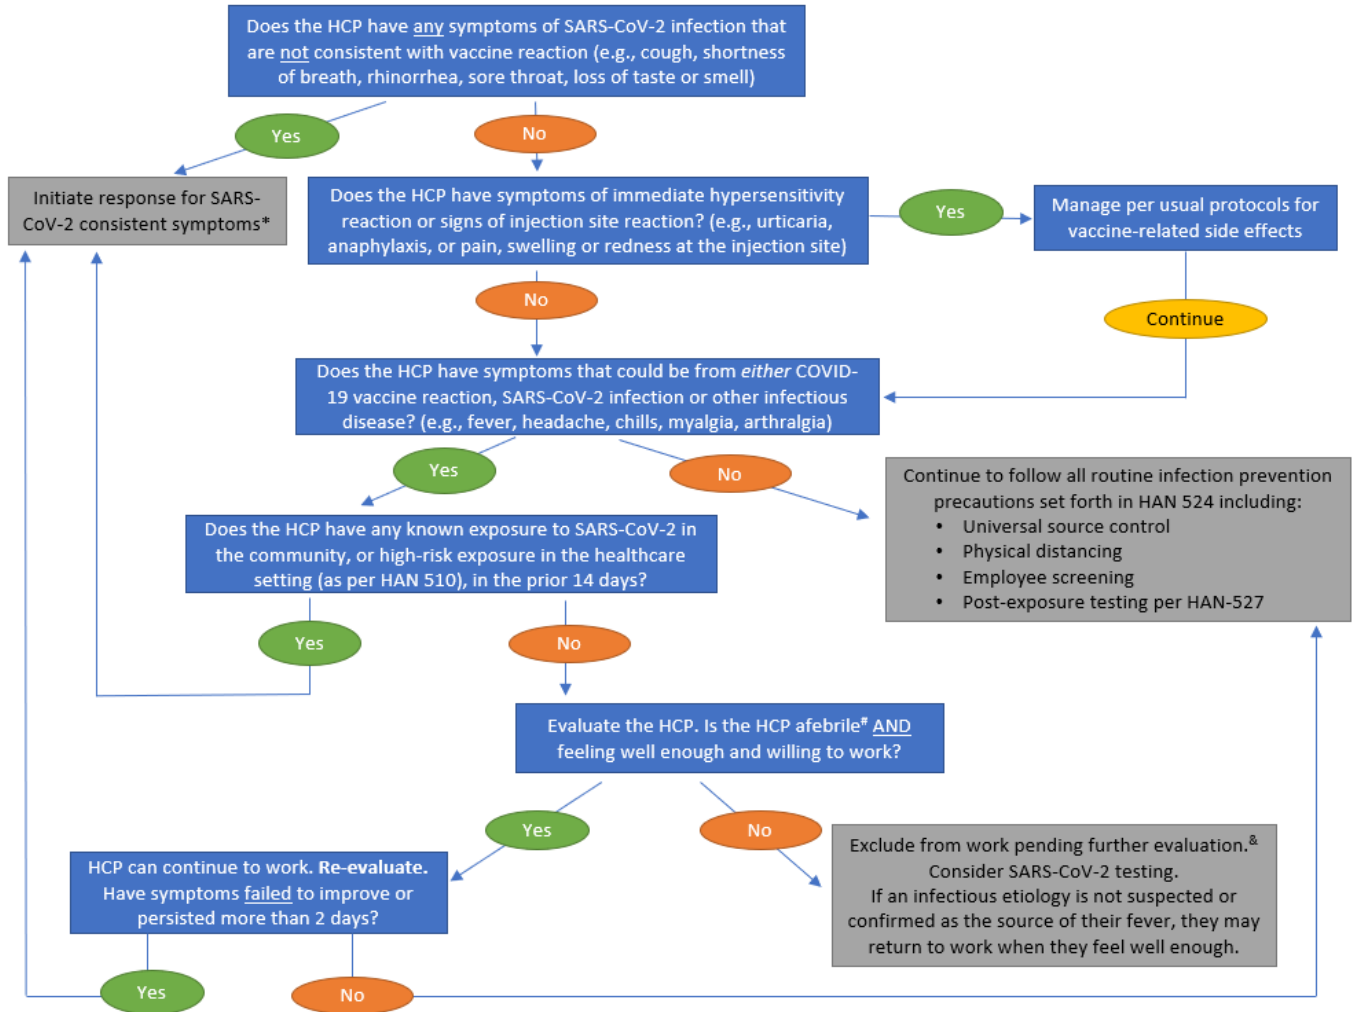 Does the HCP have any symptoms of SARS-CoV-2 infection that
are not consistent with vaccine reaction (e.g., cough, shortness
of breath, rhinorrhea, sore throat, loss of taste or smell)
Yes
No
Initiate response for SARS-
CoV-2 consistent symptoms*
Does the HCP have symptoms of immediate hypersensitivity
reaction or signs of injection site reaction? (e.g., urticaria,
anaphylaxis, or pain, swelling or redness at the injection site)
Yes
Manage per usual protocols for
vaccine-related side effects
No
Continue
Does the HCP have symptoms that could be from either COVID-
19 vaccine reaction, SARS-CoV-2 infection or other infectious
disease? (e.g., fever, headache, chills, myalgia, arthralgia)
Yes
No
Continue to follow all routine infection prevention
precautions set forth in HAN 524 including:
• Universal source control
• Physical distancing
• Employee screening
• Post-exposure testing per HAN-527
Does the HCP have any known exposure to SARS-CoV-2 in
the community, or high-risk exposure in the healthcare
setting (as per HAN 510), in the prior 14 days?
Yes
No
Evaluate the HCP. Is the HCP afebrile# AND
feeling well enough and willing to work?
Yes
No
Exclude from work pending further evaluation.&
Consider SARS-CoV-2 testing.
If an infectious etiology is not suspected or
confirmed as the source of their fever, they may
return to work when they feel well enough.
HCP can continue to work. Re-evaluate.
Have symptoms failed to improve or
persisted more than 2 days?
Yes
No